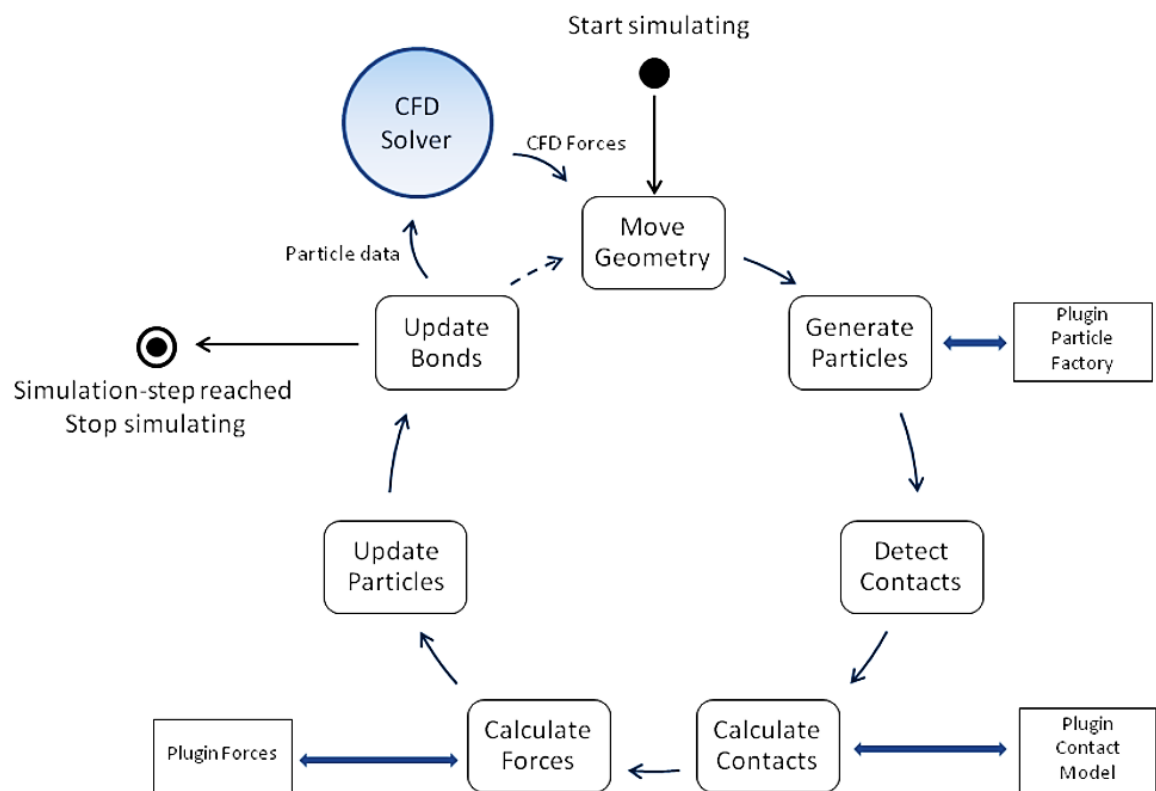 Start simulating
CFD
Solver
CFD Forces
Move
Geometry
Particle data
Generate
Particles
Plugin
Particle
Factory
Update
Bonds
Simulation-step reached
Stop simulating
Detect
Contacts
Update
Particles
Calculate
Contacts
Plugin
Contact
Model
Calculate
Forces
Plugin Forces